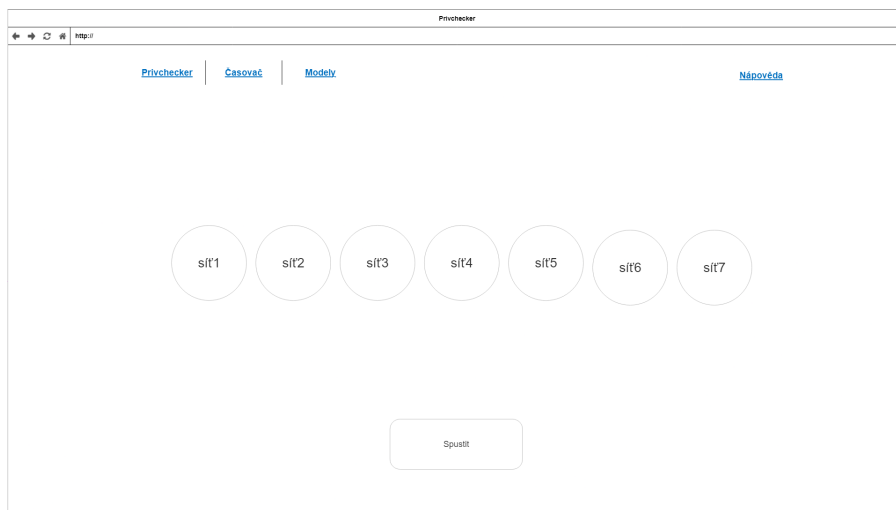 Privchecker
http://
Privchecker Časovač Modely Nápověda
síť1 síť2 síť3 síť4 síť5 síť6 síť7
Spustit